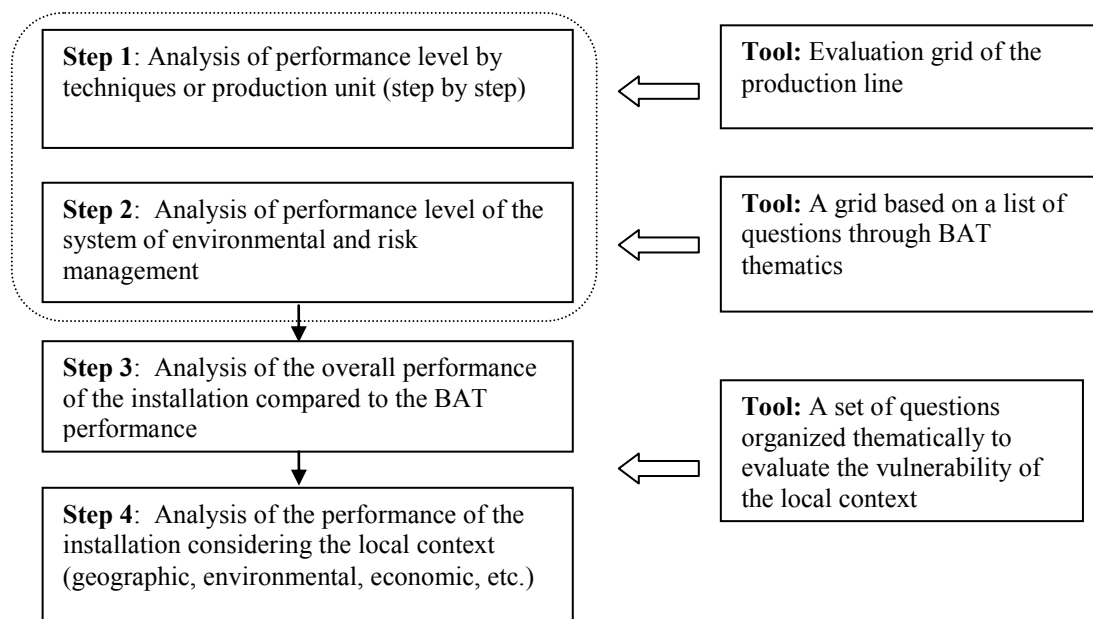 Step 1: Analysis of performance level by
techniques or production unit (step by step)
Tool: Evaluation grid of the
production line
Step 2:  Analysis of performance level of the
system of environmental and risk
management
Tool: A grid based on a list of
questions through BAT
thematics
Step 3:  Analysis of the overall performance
of the installation compared to the BAT
performance
Tool: A set of questions
organized thematically to
evaluate the vulnerability of
the local context
Step 4:  Analysis of the performance of the
installation considering the local context
(geographic, environmental, economic, etc.)